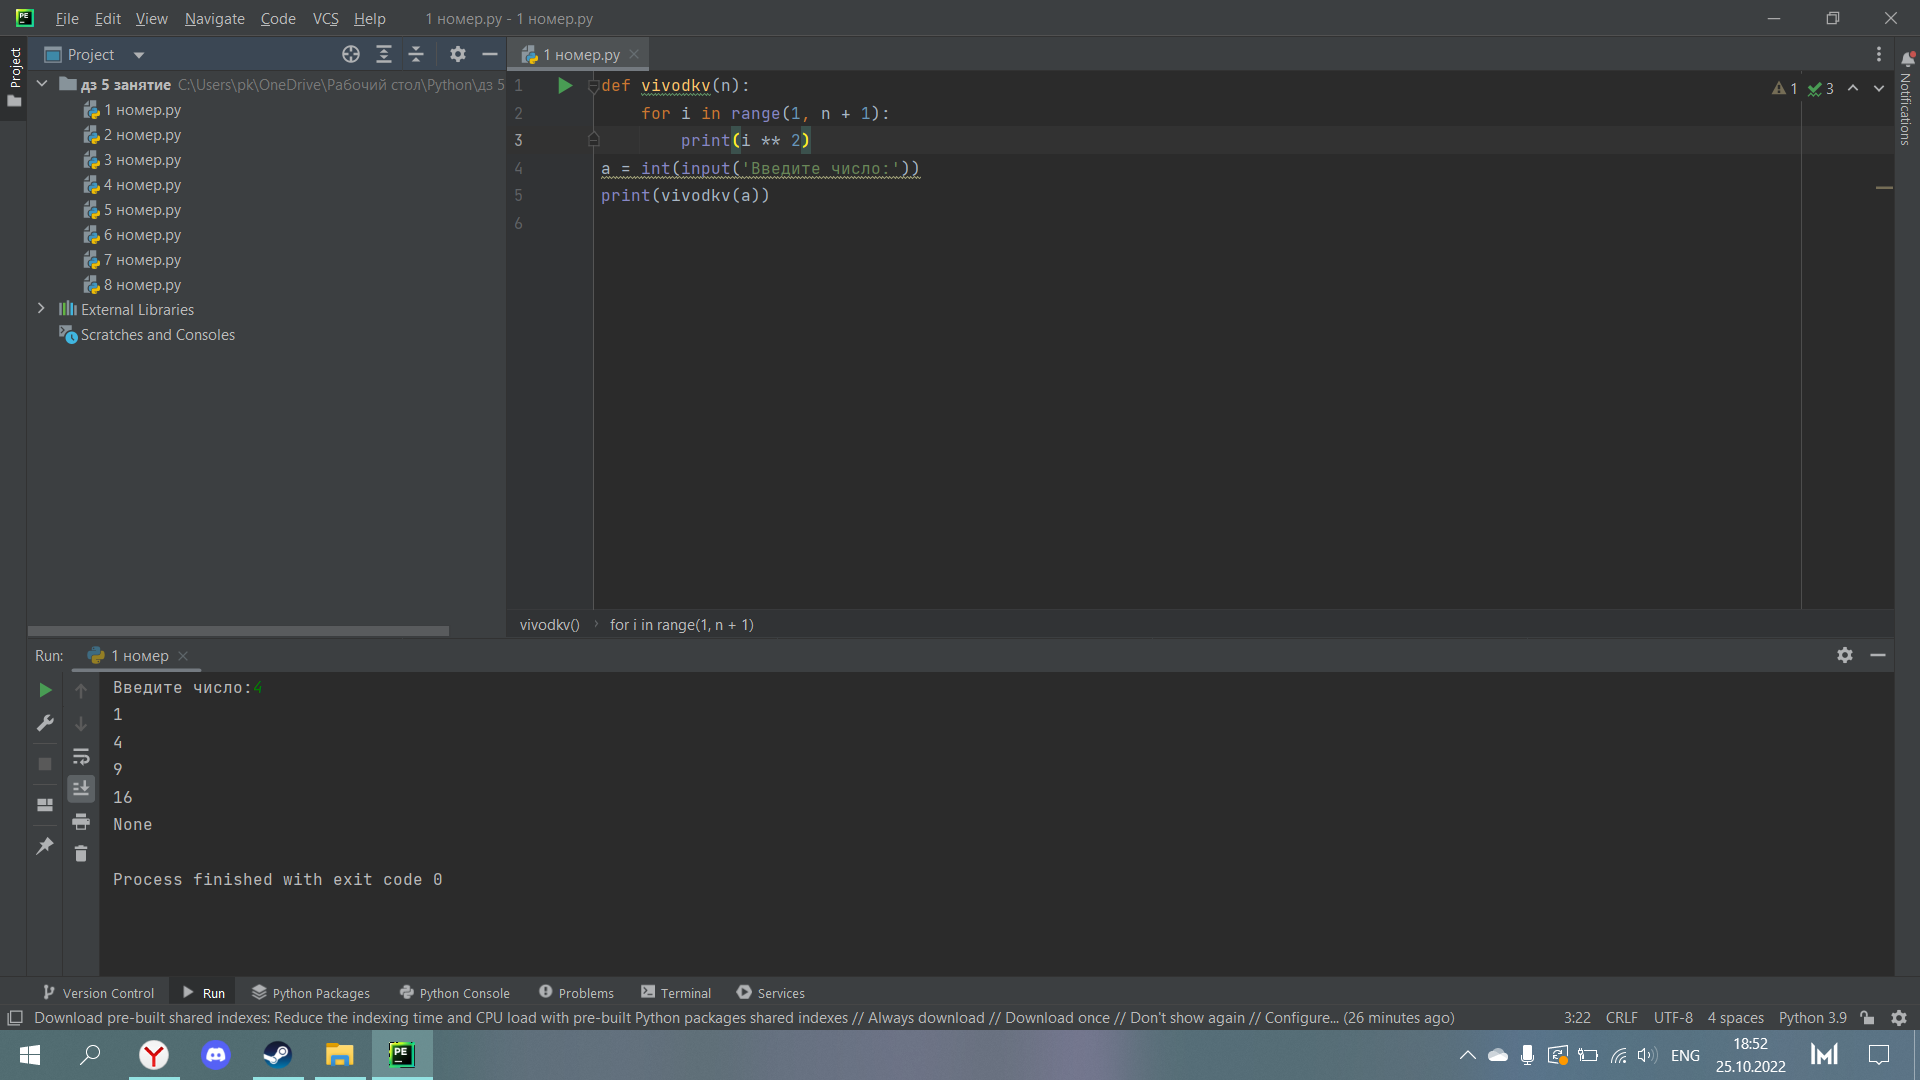 PE File Edit View Navigate Code VCS Help 1 номер.py - 1 номер.py
Project
Project
дз 5 занятие C:\Users\pk\OneDrive\Рабочий стол\Python\дз 5
1 номер.py
2 номер.py
3 номер.py
4 номер.py
5 номер.py
6 номер.py
7 номер.py
8 номер.py
External Libraries
Scratches and Consoles
1 номер.py
1 def vivodkv(n):
2 for i in range(1, n + 1):
3 print(i ** 2)
4 a = int(input('Введите число:'))
5 print(vivodkv(a))
6
1 3
Notifications
vivodkv() for i in range(1, n + 1)
Run: 1 номер
Введите число:4
1
4
9
16
None
Process finished with exit code 0
Version Control Run Python Packages Python Console Problems Terminal Services
Download pre-built shared indexes: Reduce the indexing time and CPU load with pre-built Python packages shared indexes // Always download // Download once // Don't show again // Configure... (26 minutes ago) 3:22 CRLF UTF-8 4 spaces Python 3.9
PE
ENG
18:52
25.10.2022